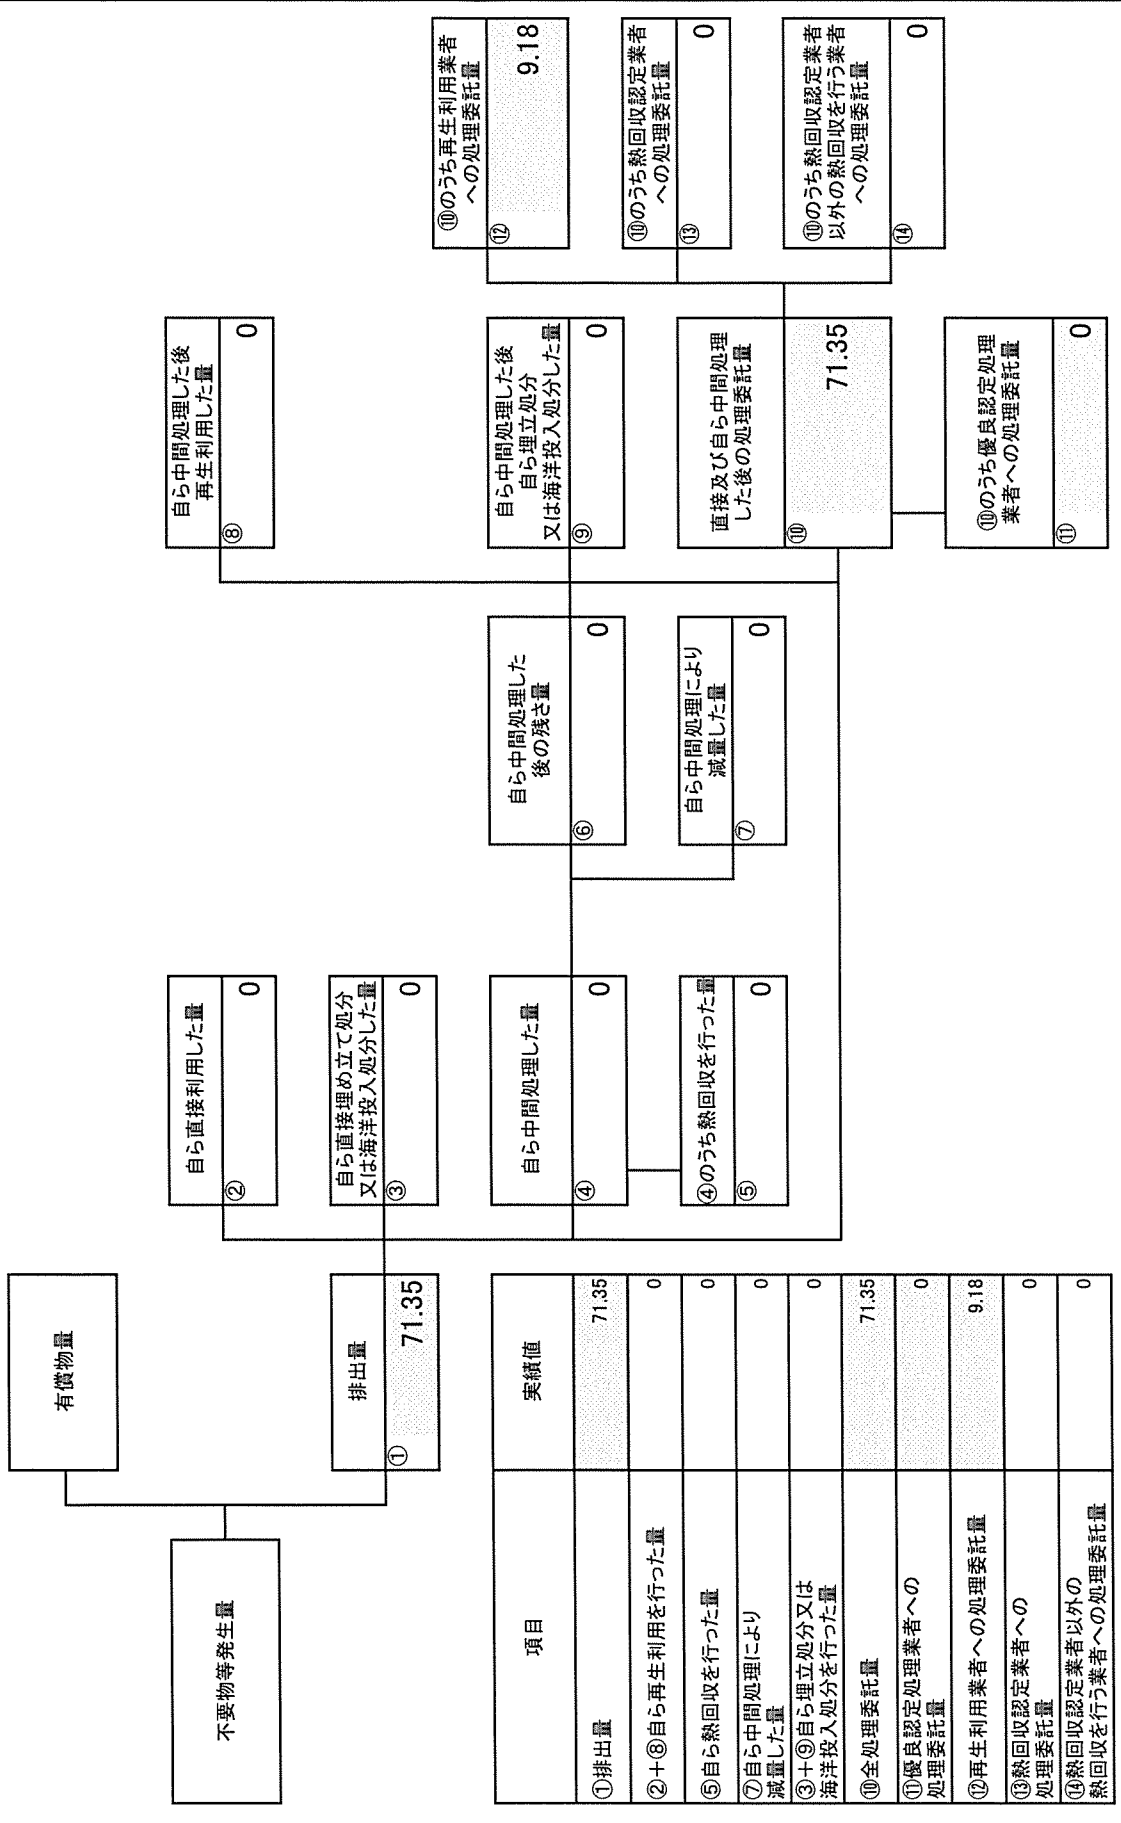 不要物等発生量
有償物量
排出量
① 71.35
自ら直接利用した量
② 0
自ら直接埋め立て処分
又は海洋投入処分した量
③ 0
自ら中間処理した量
④ 0
④のうち熱回収を行った量
⑤ 0
自ら中間処理した
後の残さ量
⑥ 0
自ら中間処理により
減量した量
⑦ 0
自ら中間処理した後
再生利用した量
⑧ 0
自ら中間処理した後
自ら埋立処分
又は海洋投入処分した量
⑨ 0
直接及び自ら中間処理
した後の処理委託量
⑩ 71.35
⑩のうち優良認定処理
業者への処理委託量
⑪ 0
⑩のうち再生利用業者
への処理委託量
⑫ 9.18
⑩のうち熱回収認定業者
への処理委託量
⑬ 0
⑩のうち熱回収認定業者
以外の熱回収を行う業者
への処理委託量
⑭ 0
項目 実績値
①排出量 71.35
②+⑧自ら再生利用を行った量 0
⑤自ら熱回収を行った量 0
⑦自ら中間処理により
減量した量 0
③+⑨自ら埋立処分又は
海洋投入処分を行った量 0
⑩全処理委託量 71.35
⑪優良認定処理業者への
処理委託量 0
⑫再生利用業者への処理委託量 9.18
⑬熱回収認定業者への
処理委託量 0
⑭熱回収認定業者以外の
熱回収を行う業者への処理委託量 0